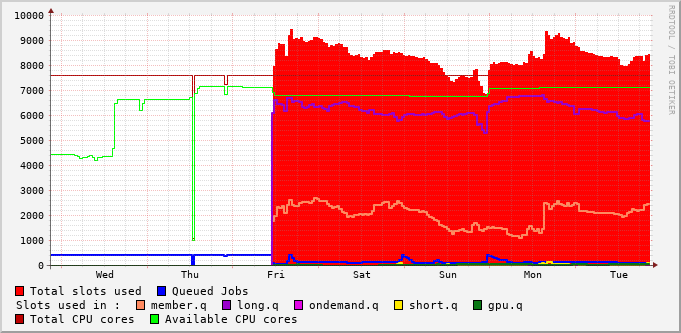 10000
9000
8000
7000
6000
5000
4000
3000
2000
1000
0
Wed Thu Fri Sat Sun Mon Tue
RRDTOOL / TOBI OETIKER
Total slots used Queued Jobs
Slots used in : member.q long.q ondemand.q short.q gpu.q
Total CPU cores Available CPU cores